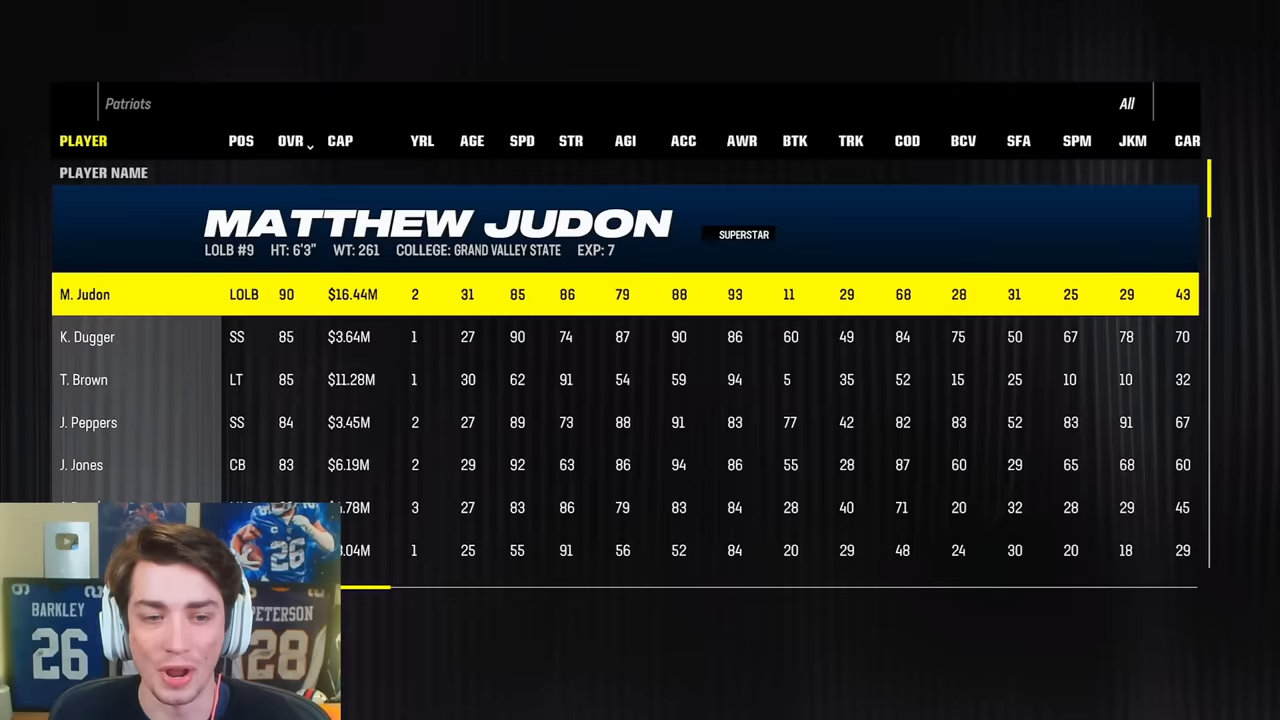 Patriots All
PLAYER POS OVR CAP YRL AGE SPD STR AGI ACC AWR BTK TRK COD BCV SFA SPM JKM CAR
PLAYER NAME
MATTHEW JUDON SUPERSTAR
LOLB #9 HT: 6'3" WT: 261 COLLEGE: GRAND VALLEY STATE EXP: 7
M. Judon LOLB 90 $16.44M 2 31 85 86 79 88 93 11 29 68 28 31 25 29 43
K. Dugger SS 85 $3.64M 1 27 90 74 87 90 86 60 49 84 75 50 67 78 70
T. Brown LT 85 $11.28M 1 30 62 91 54 59 94 5 35 52 15 25 10 10 32
J. Peppers SS 84 $3.45M 2 27 89 73 88 91 83 77 42 82 83 52 83 91 67
J. Jones CB 83 $6.19M 2 29 92 63 86 94 86 55 28 87 60 29 65 68 60
.78M 3 27 83 86 79 83 84 28 40 71 20 32 28 29 45
.04M 1 25 55 91 56 52 84 20 29 48 24 30 20 18 29
26
BARKLEY
26
PETERSON
28